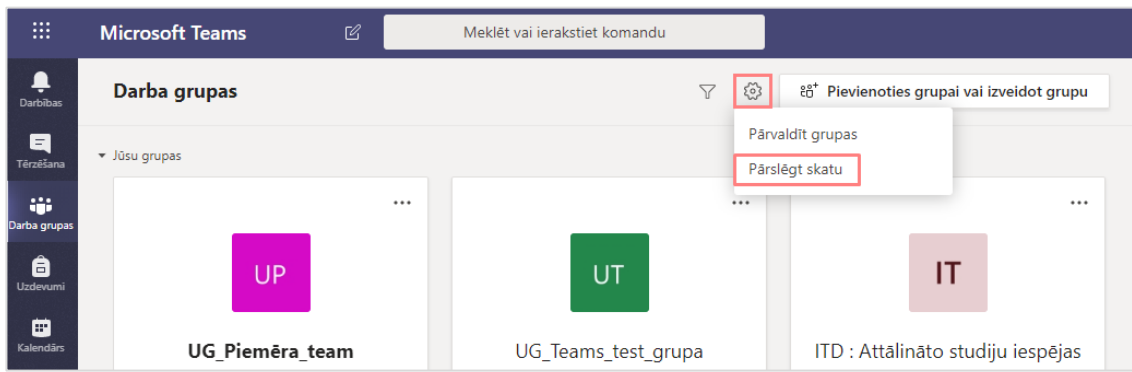 Microsoft Teams
Meklēt vai ierakstiet komandu
Darbības
Darba grupas
Pievienoties grupai vai izveidot grupu
Pārvaldīt grupas
Pārslēgt skatu
Tērzēšana
Jūsu grupas
Darba grupas
Uzdevumi
Kalendārs
UP
UT
IT
UG_Piemēra_team
UG_Teams_test_grupa
ITD : Attālināto studiju iespējas